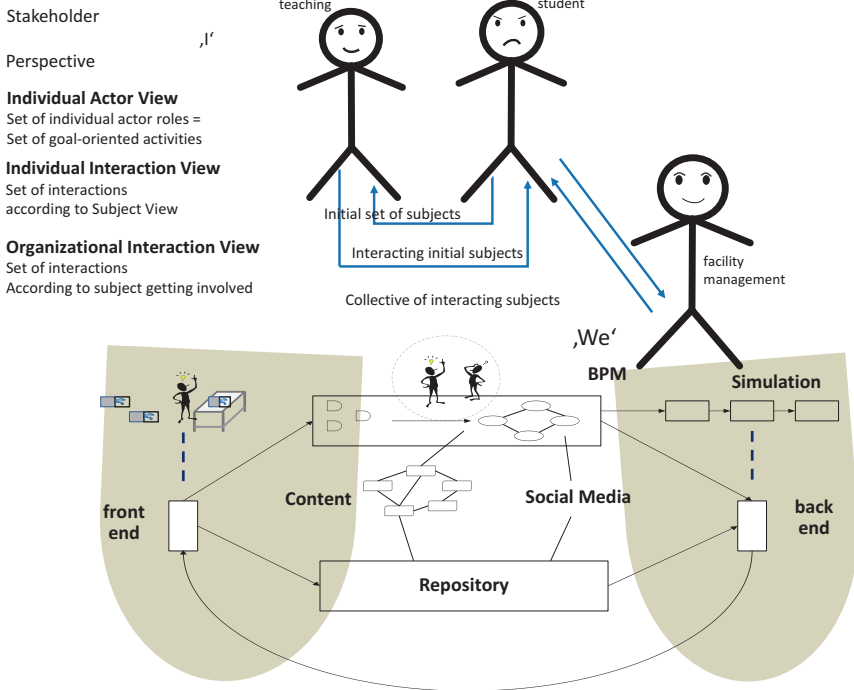 teaching
student
Stakeholder
‚I‘
Perspective
Individual Actor View
Set of individual actor roles =
Set of goal-oriented activities
Individual Interaction View
Set of interactions
according to Subject View
Initial set of subjects
Organizational Interaction View
Set of interactions
According to subject getting involved
Interacting initial subjects
facility
management
Collective of interacting subjects
‚We‘
BPM
Simulation
Content
Social Media
front
end
back
end
Repository